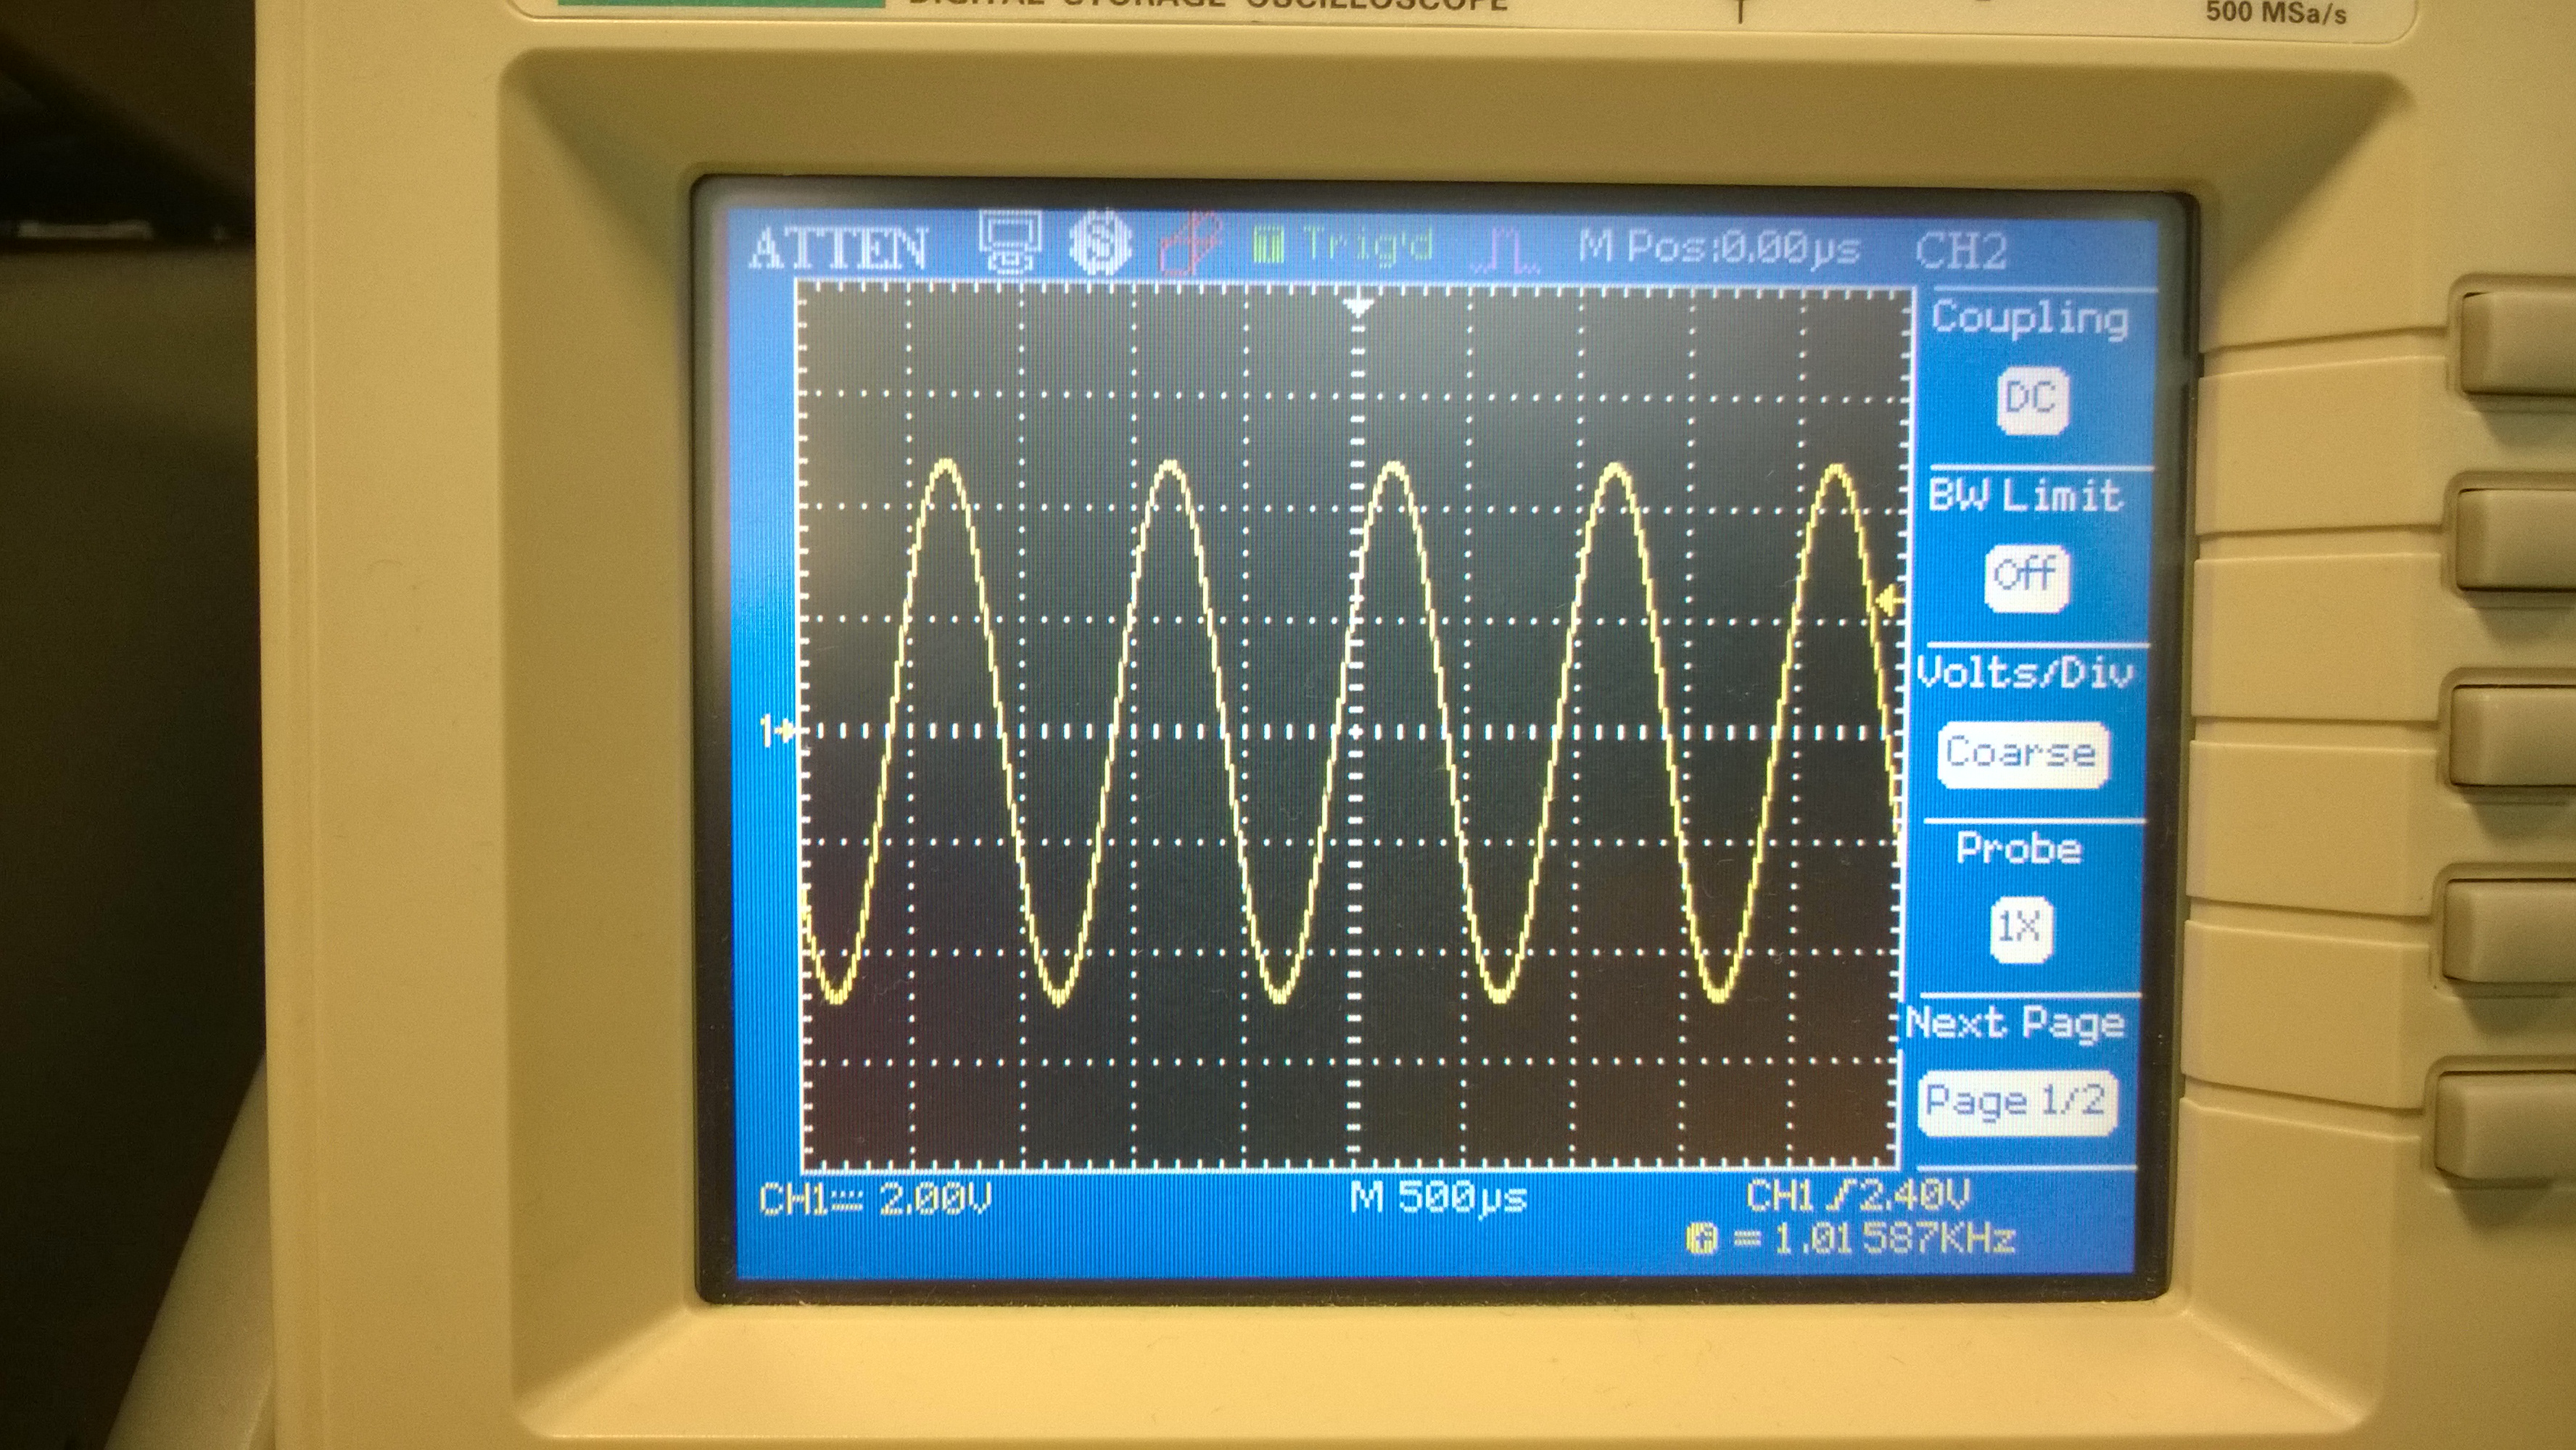 DIGITAL STORAGE OSCILLOSCOPE
500 MSa/s
ATTEN Trig'd M Pos:0.00µs CH2
Coupling
DC
BW Limit
Off
Volts/Div
Coarse
Probe
1X
Next Page
Page 1/2
1
CH1 2.00V M 500µs CH1 2.40V
= 1.01587KHz